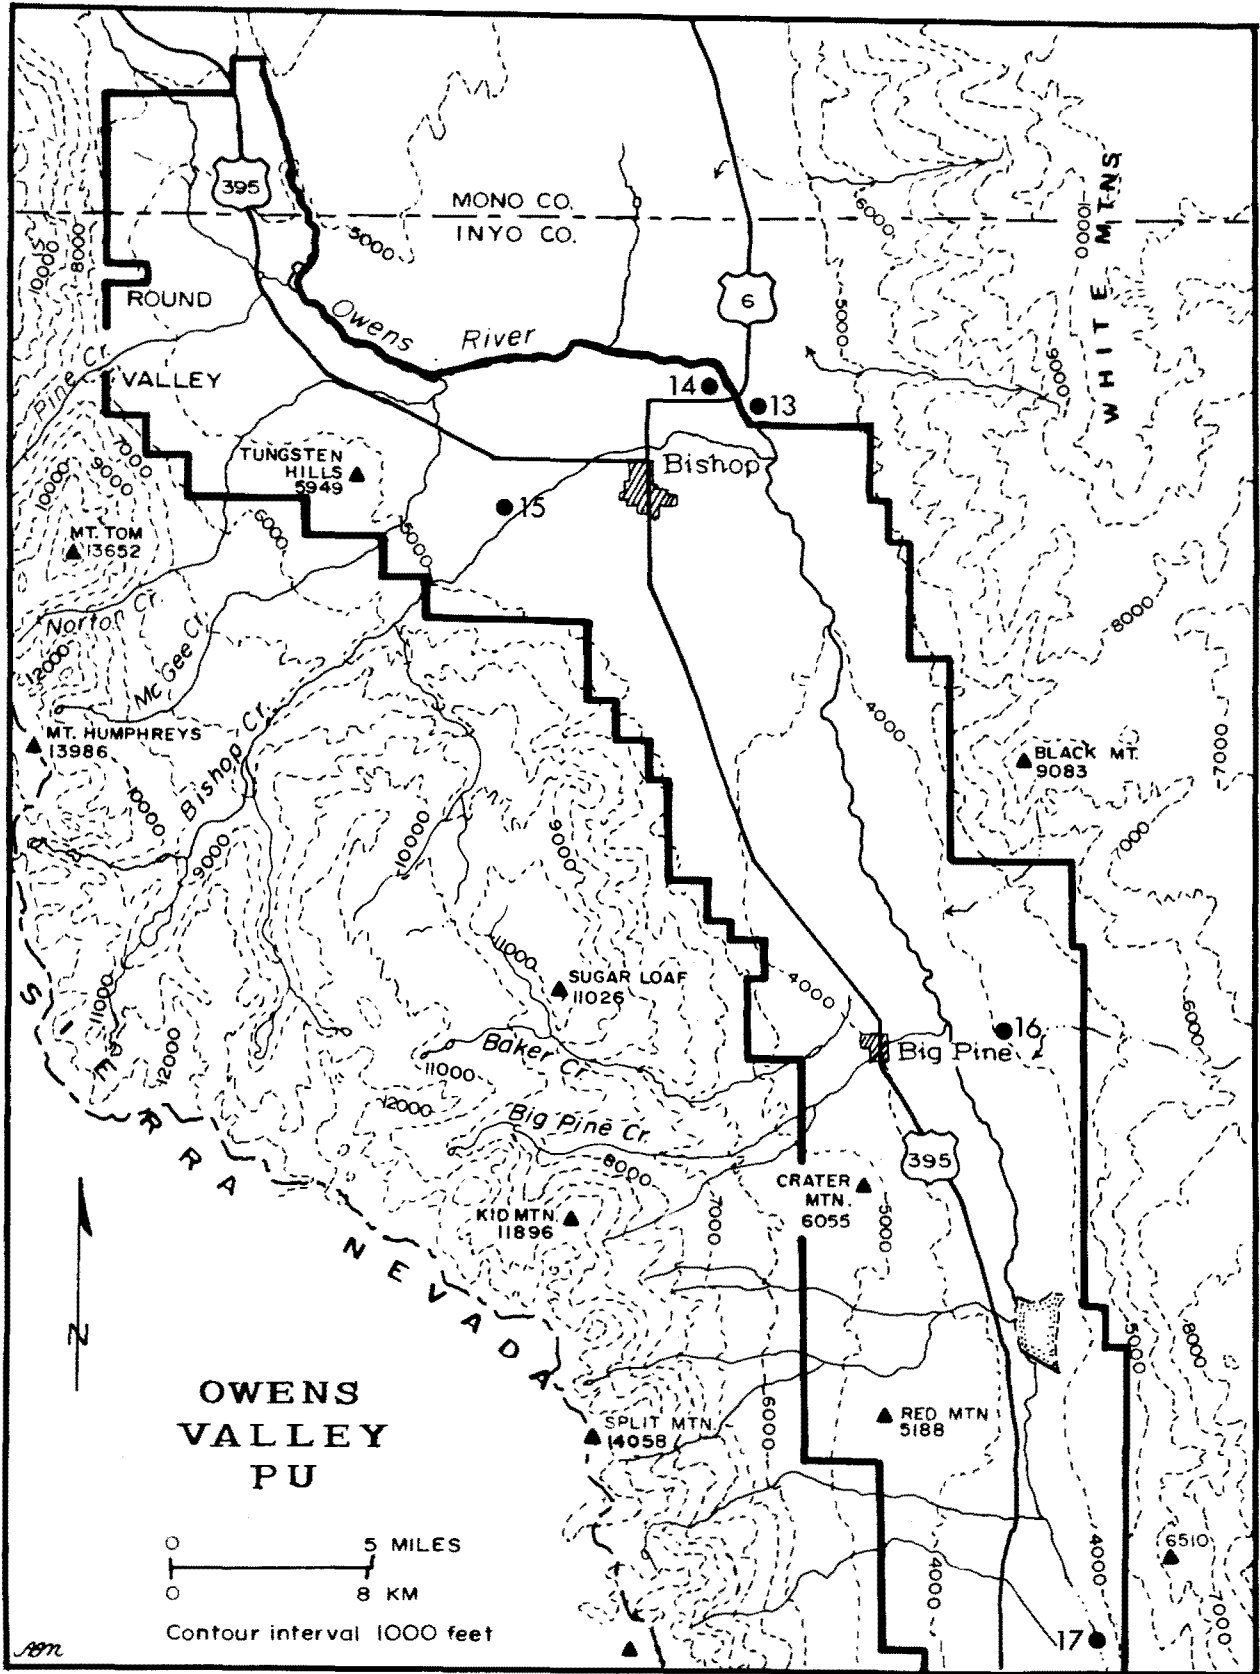 395
MONO CO.
INYO CO.
5000
6000
10000
WHITE MTNS
10000
8000
ROUND
VALLEY
Owens River
6
5000
9000
Pine Cr.
14
13
Bishop
TUNGSTEN
HILLS
5949
15
7000
9000
10000
6000
5000
MT. TOM
13652
Norton Cr.
12000
McGee Cr.
8000
4000
MT. HUMPHREYS
13986
Bishop Cr.
BLACK MT.
9083
7000
10000
9000
10000
9000
7000
11000
SUGAR LOAF
11026
4000
6000
11000
12000
16
Big Pine
Baker Cr.
11000
12000
Big Pine Cr.
8000
SIERRA NEVADA
395
CRATER
MTN.
6055
KID MTN.
11896
7000
5000
N
5000
8000
OWENS
VALLEY
PU
SPLIT MTN.
14058
6000
RED MTN
5188
0 5 MILES
0 8 KM
Contour interval 1000 feet
4000
4000
6510
7000
17